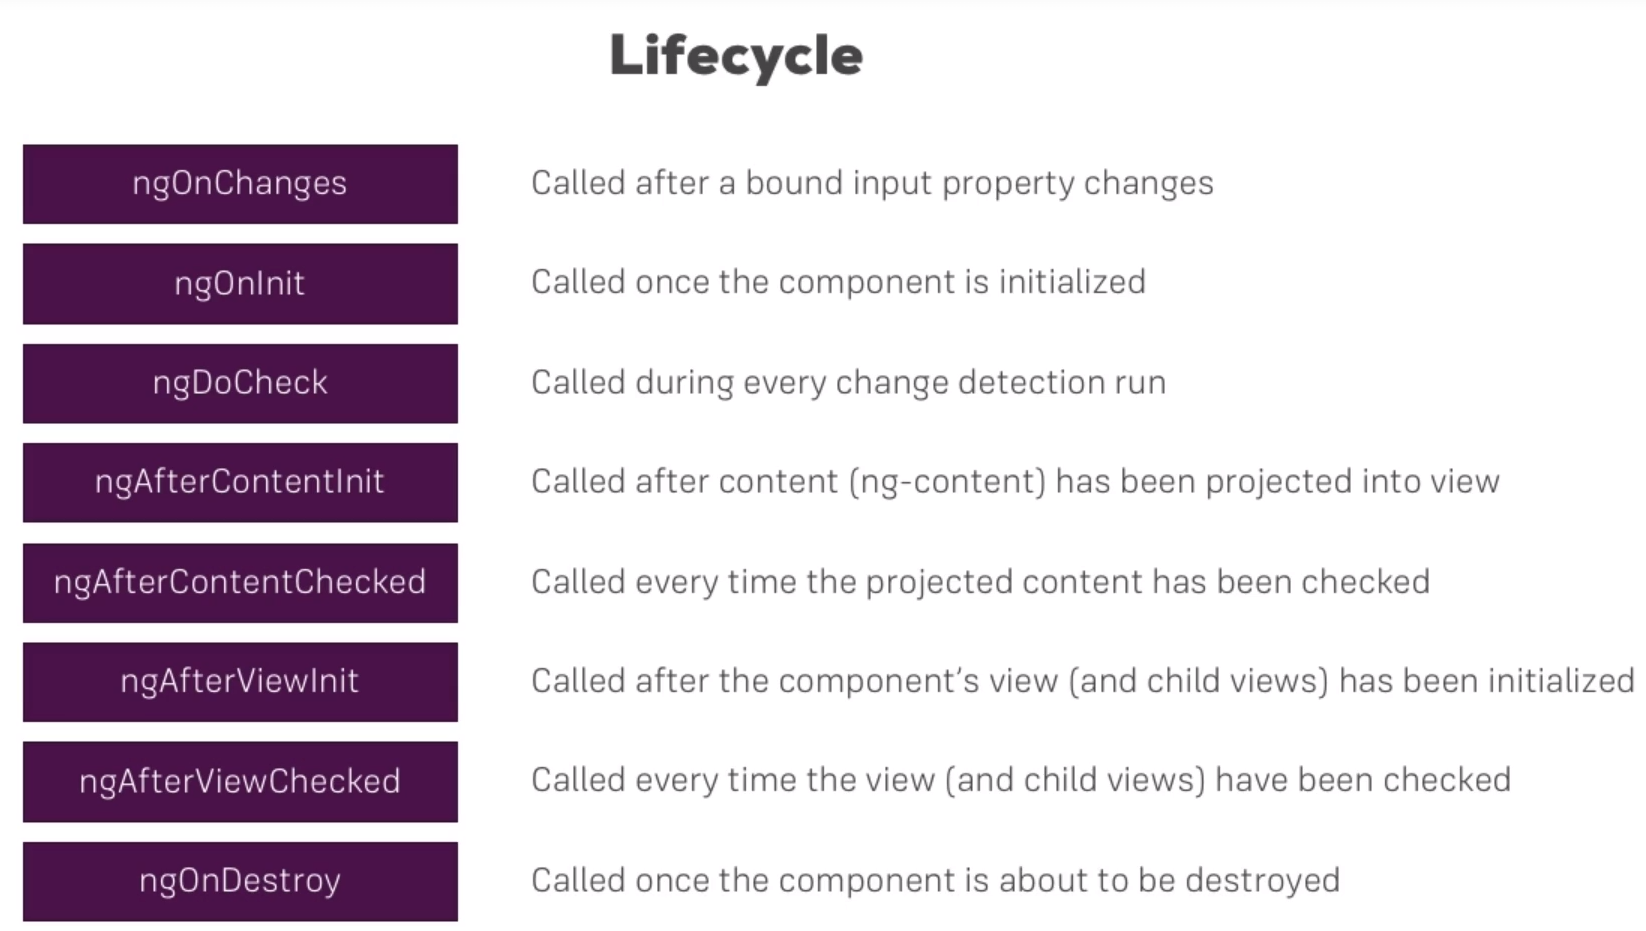 Lifecycle
ngOnChanges Called after a bound input property changes
ngOnInit Called once the component is initialized
ngDoCheck Called during every change detection run
ngAfterContentInit Called after content (ng-content) has been projected into view
ngAfterContentChecked Called every time the projected content has been checked
ngAfterViewInit Called after the component’s view (and child views) has been initialized
ngAfterViewChecked Called every time the view (and child views) have been checked
ngOnDestroy Called once the component is about to be destroyed